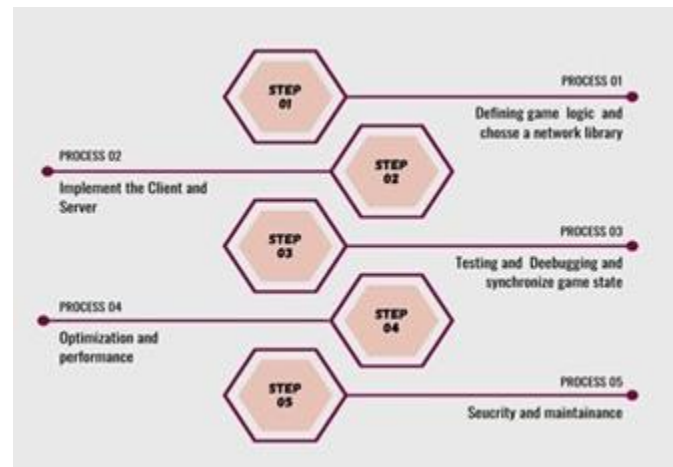 STEP
01
PROCESS 01
Defining game logic and
chosse a network library
PROCESS 02
Implement the Client and
Server
STEP
02
STEP
03
PROCESS 03
Testing and Deebugging and
synchronize game state
PROCESS 04
Optimization and
performance
STEP
04
STEP
05
PROCESS 05
Seucrity and maintainance